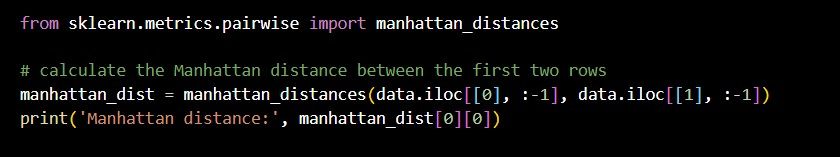 from sklearn.metrics.pairwise import manhattan_distances
# calculate the Manhattan distance between the first two rows
manhattan_dist = manhattan_distances(data.iloc[[0], :-1], data.iloc[[1], :-1])
print('Manhattan distance:', manhattan_dist[0][0])